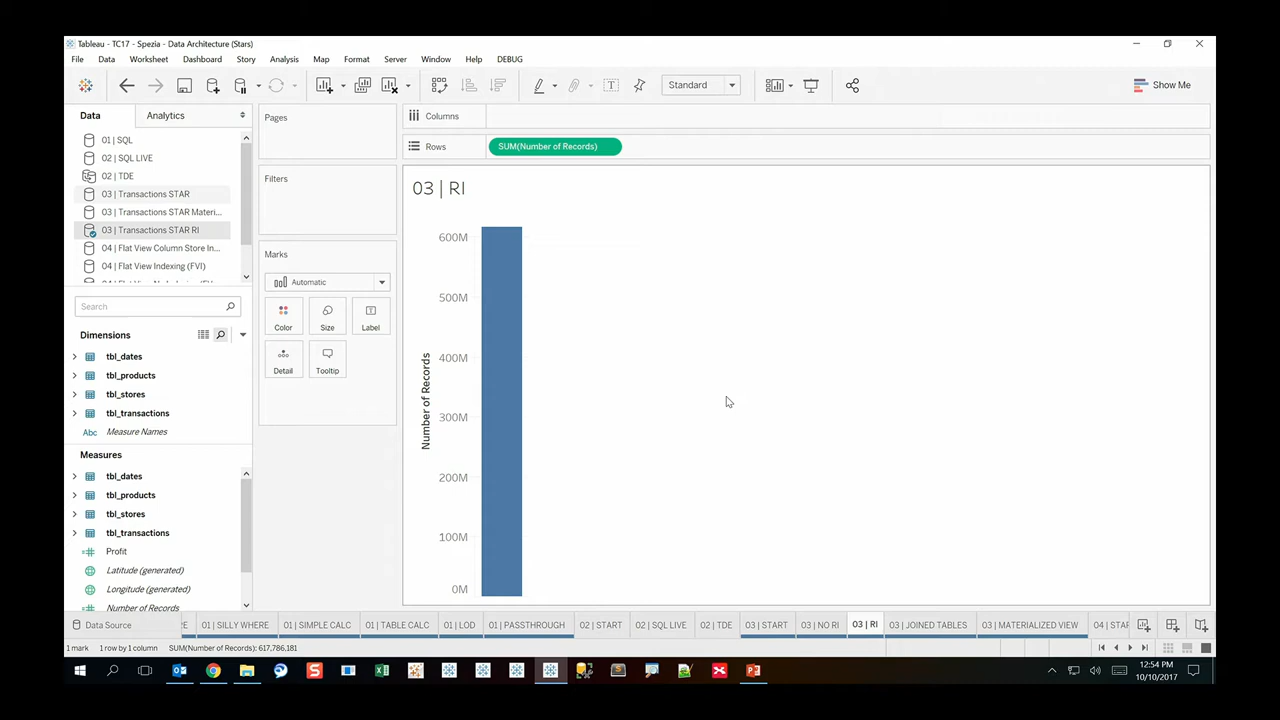 Tableau - TC17 - Spezia - Data Architecture (Stars)
File Data Worksheet Dashboard Story Analysis Map Format Server Window Help DEBUG
Standard
Show Me
Data
Analytics
01 | SQL
02 | SQL LIVE
02 | TDE
03 | Transactions STAR
03 | Transactions STAR Materi...
03 | Transactions STAR RI
04 | Flat View Column Store In...
04 | Flat View Indexing (FVI)
Search
Dimensions
tbl_dates
tbl_products
tbl_stores
tbl_transactions
Abc Measure Names
Measures
tbl_dates
tbl_products
tbl_stores
tbl_transactions
Profit
Latitude (generated)
Longitude (generated)
Number of Records
Pages
Filters
Marks
Automatic
Color
Size
Label
Detail
Tooltip
Columns
Rows
SUM(Number of Records)
03 | RI
600M
500M
400M
300M
200M
100M
0M
Number of Records
Data Source
01 | SILLY WHERE
01 | SIMPLE CALC
01 | TABLE CALC
01 | LOD
01 | PASSTHROUGH
02 | START
02 | SQL LIVE
02 | TDE
03 | START
03 | NO RI
03 | RI
03 | JOINED TABLES
03 | MATERIALIZED VIEW
04 | STAR
1 mark 1 row by 1 column SUM(Number of Records): 617,786,181
12:54 PM
10/10/2017